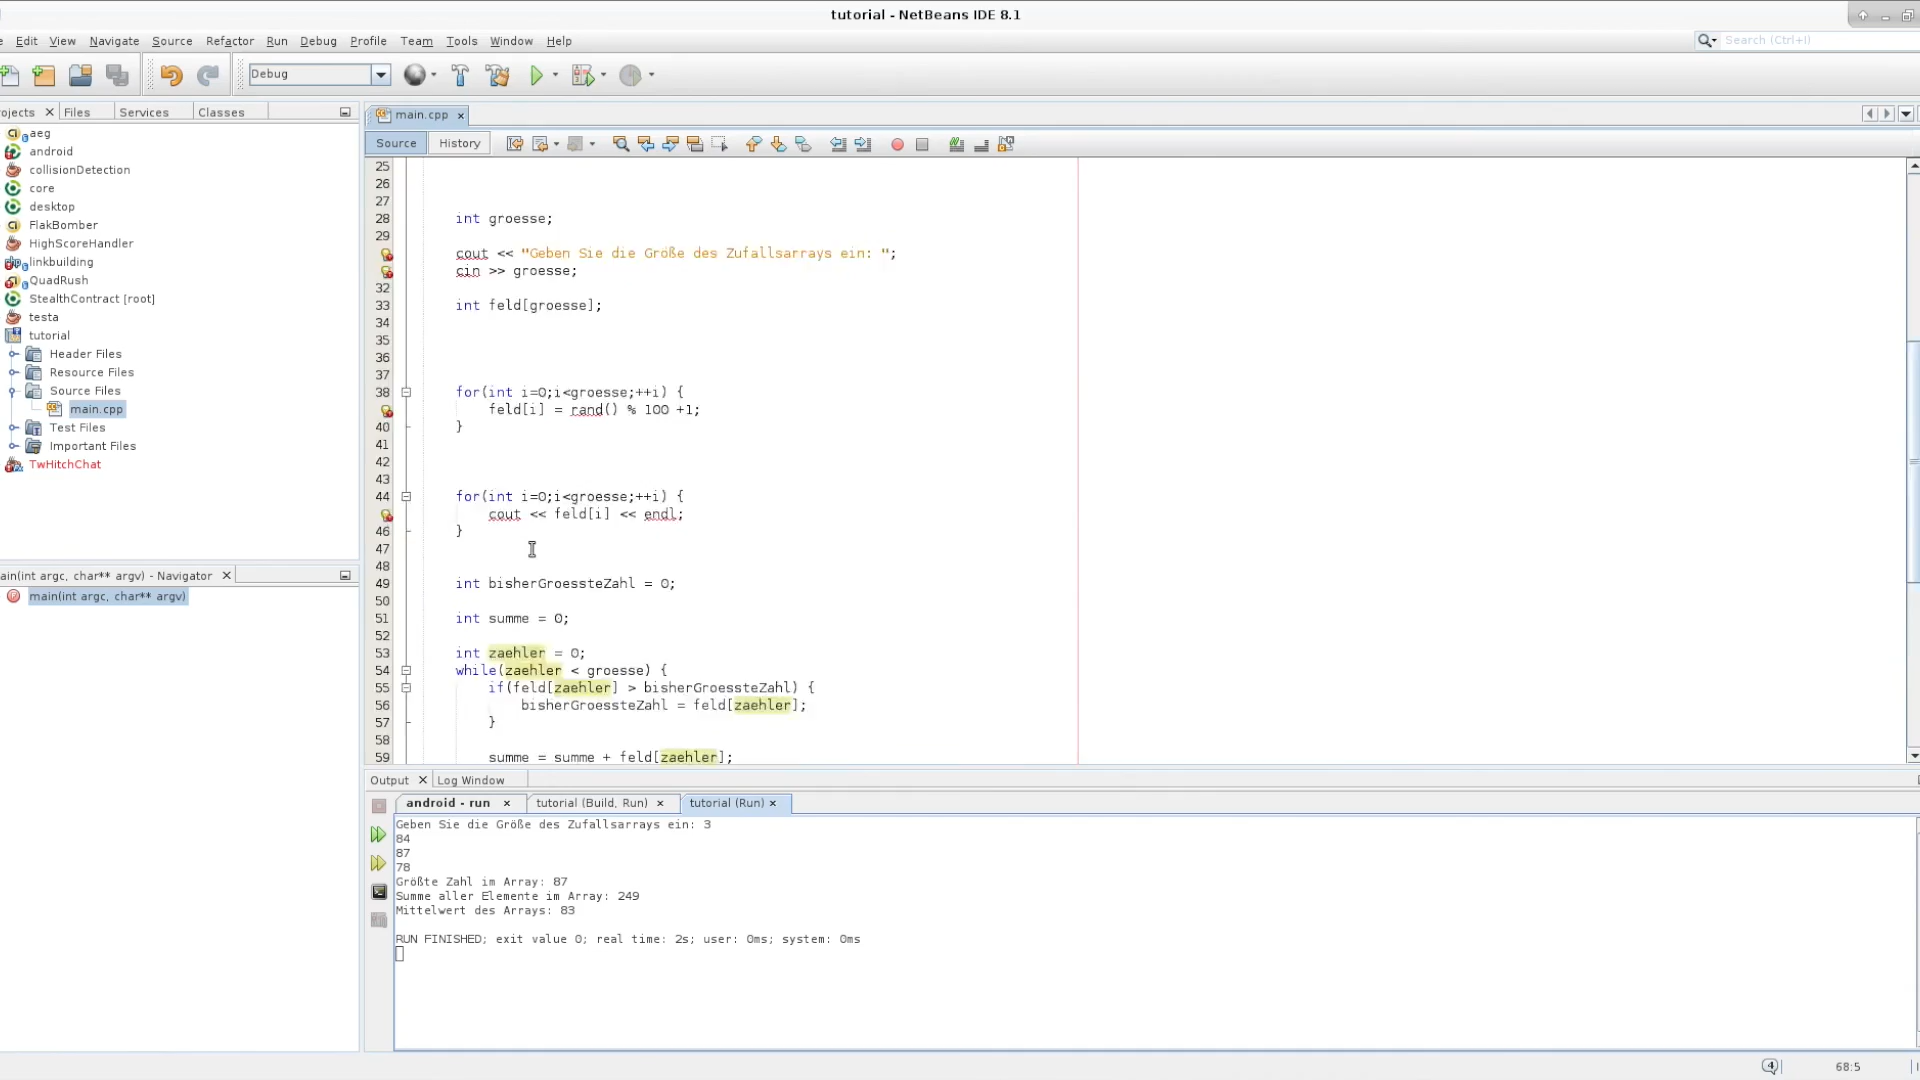 tutorial - NetBeans IDE 8.1
Edit View Navigate Source Refactor Run Debug Profile Team Tools Window Help
Search (Ctrl+I)
Debug
ojects Files Services Classes
main.cpp
Source History
aeg
android
collisionDetection
core
desktop
FlakBomber
HighScoreHandler
linkbuilding
QuadRush
StealthContract [root]
testa
tutorial
Header Files
Resource Files
Source Files
main.cpp
Test Files
Important Files
TwHitchChat
ain(int argc, char** argv) - Navigator
main(int argc, char** argv)
25
26
27
28 int groesse;
29
cout << "Geben Sie die Größe des Zufallsarrays ein: ";
cin >> groesse;
32
33 int feld[groesse];
34
35
36
37
38 for(int i=0;i<groesse;++i) {
feld[i] = rand() % 100 +1;
40 }
41
42
43
44 for(int i=0;i<groesse;++i) {
cout << feld[i] << endl;
46 }
47
48
49 int bisherGroessteZahl = 0;
50
51 int summe = 0;
52
53 int zaehler = 0;
54 while(zaehler < groesse) {
55 if(feld[zaehler] > bisherGroessteZahl) {
56 bisherGroessteZahl = feld[zaehler];
57 }
58
59 summe = summe + feld[zaehler];
Output Log Window
android - run tutorial (Build, Run) tutorial (Run)
Geben Sie die Größe des Zufallsarrays ein: 3
84
87
78
Größte Zahl im Array: 87
Summe aller Elemente im Array: 249
Mittelwert des Arrays: 83
RUN FINISHED; exit value 0; real time: 2s; user: 0ms; system: 0ms
4
68:5